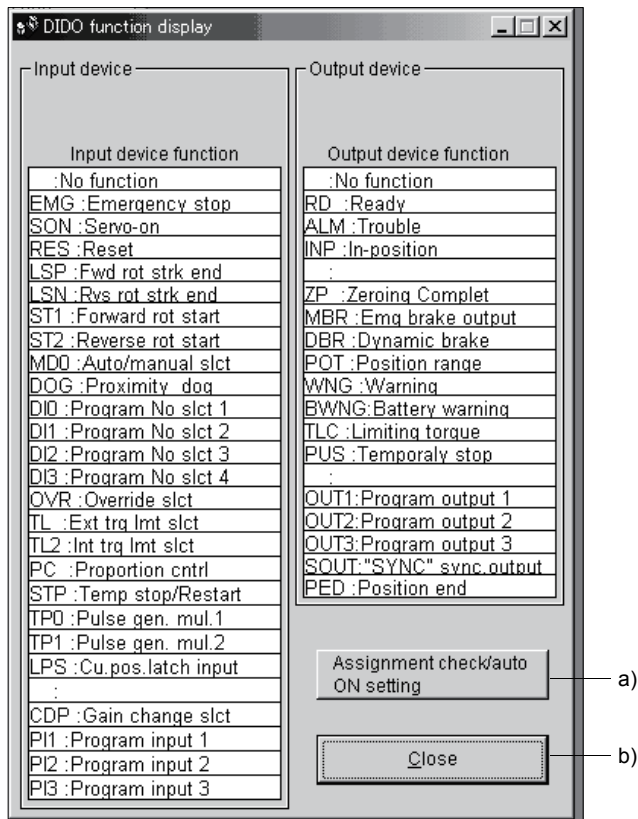 DIDO function display
Input device
Input device function
:No function
EMG :Emergency stop
SON :Servo-on
RES :Reset
LSP :Fwd rot strk end
LSN :Rvs rot strk end
ST1 :Forward rot start
ST2 :Reverse rot start
MD0 :Auto/manual slct
DOG :Proximity dog
DI0 :Program No slct 1
DI1 :Program No slct 2
DI2 :Program No slct 3
DI3 :Program No slct 4
OVR :Override slct
TL :Ext trq lmt slct
TL2 :Int trq lmt slct
PC :Proportion cntrl
STP :Temp stop/Restart
TP0 :Pulse gen. mul.1
TP1 :Pulse gen. mul.2
LPS :Cu.pos.latch input
:
CDP :Gain change slct
PI1 :Program input 1
PI2 :Program input 2
PI3 :Program input 3
Output device
Output device function
:No function
RD :Ready
ALM :Trouble
INP :In-position
:
ZP :Zeroing Complet
MBR :Emg brake output
DBR :Dynamic brake
POT :Position range
WNG :Warning
BWNG:Battery warning
TLC :Limiting torque
PUS :Temporaly stop
:
OUT1:Program output 1
OUT2:Program output 2
OUT3:Program output 3
SOUT:"SYNC" sync.output
PED :Position end
Assignment check/auto
ON setting
a)
Close
b)